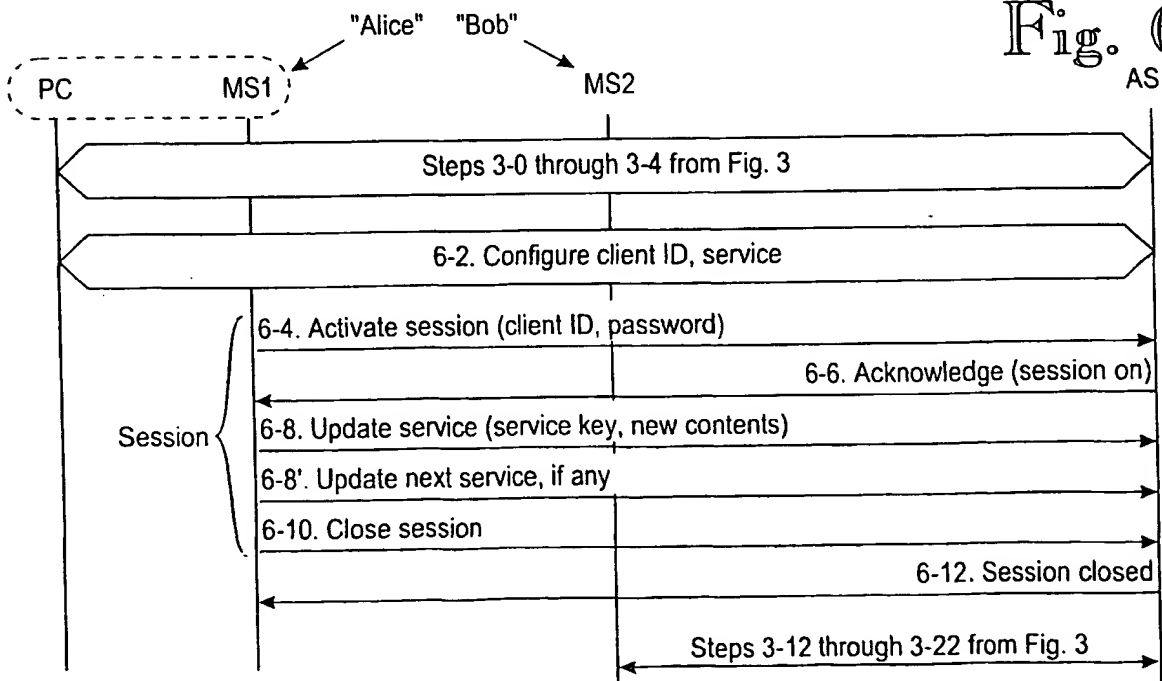 "Alice" "Bob"
Fig.
PC MS1 MS2 AS
Steps 3-0 through 3-4 from Fig. 3
6-2. Configure client ID, service
6-4. Activate session (client ID, password)
6-6. Acknowledge (session on)
Session
6-8. Update service (service key, new contents)
6-8'. Update next service, if any
6-10. Close session
6-12. Session closed
Steps 3-12 through 3-22 from Fig. 3